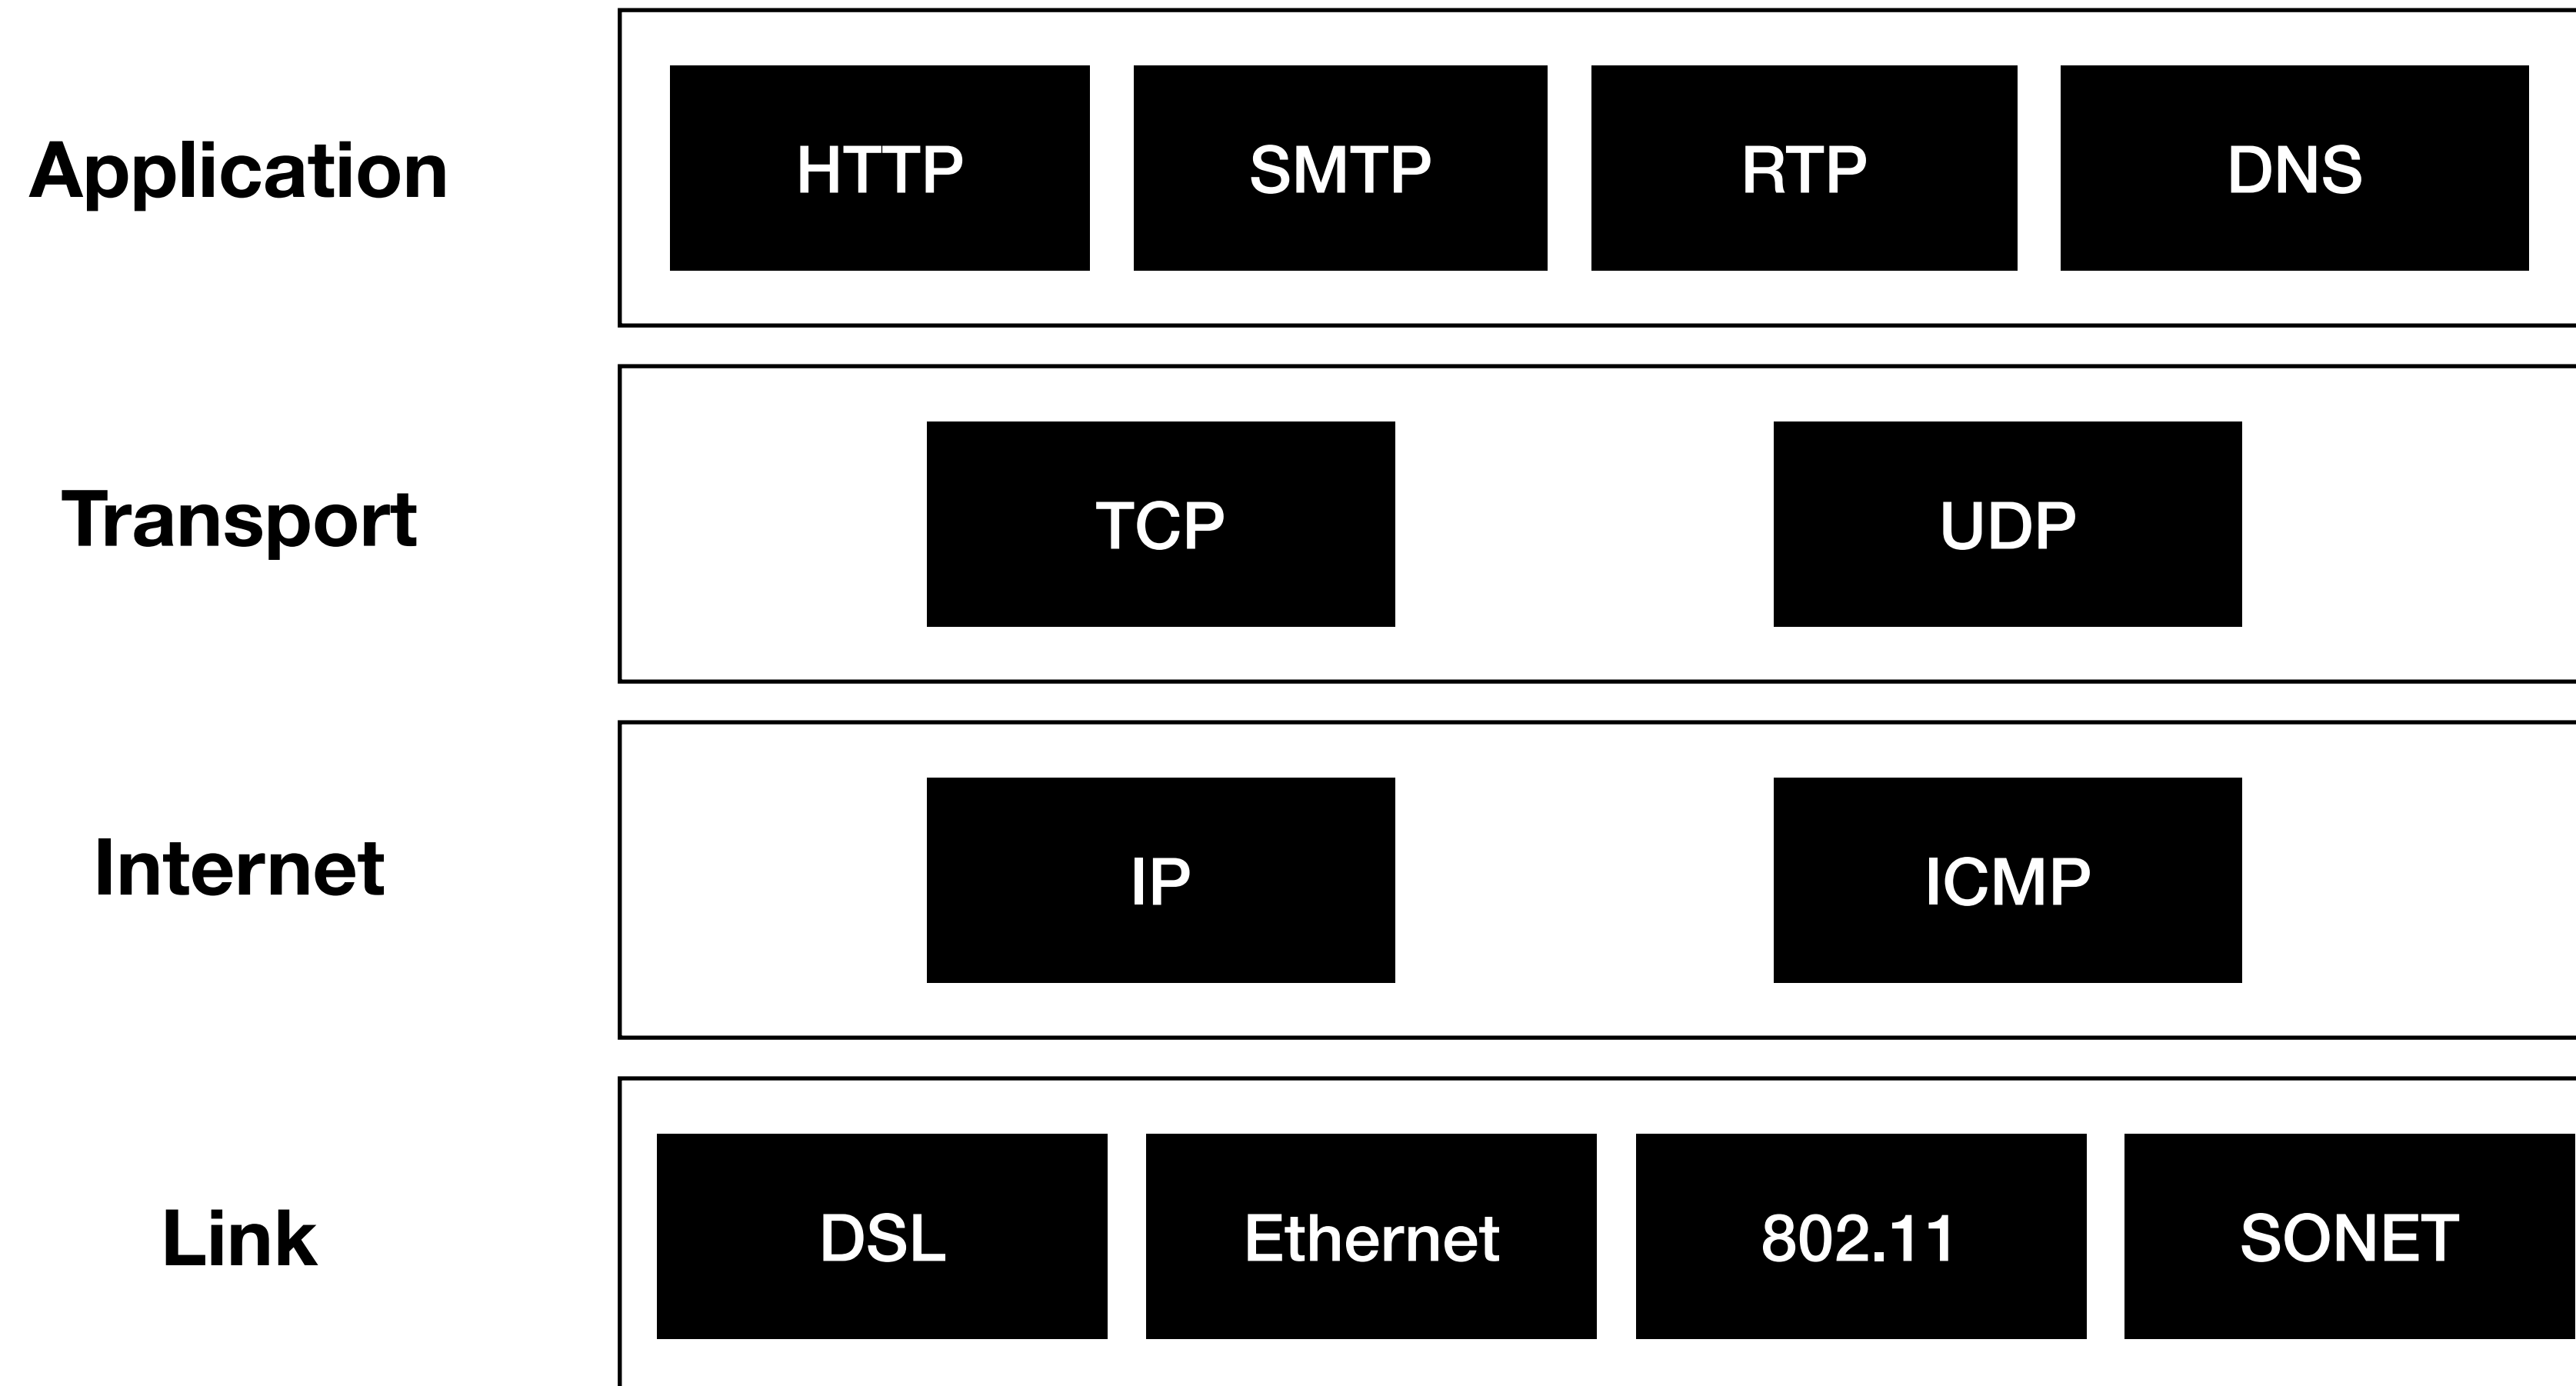 Application
HTTP SMTP RTP DNS
Transport
TCP UDP
Internet
IP ICMP
Link
DSL Ethernet 802.11 SONET